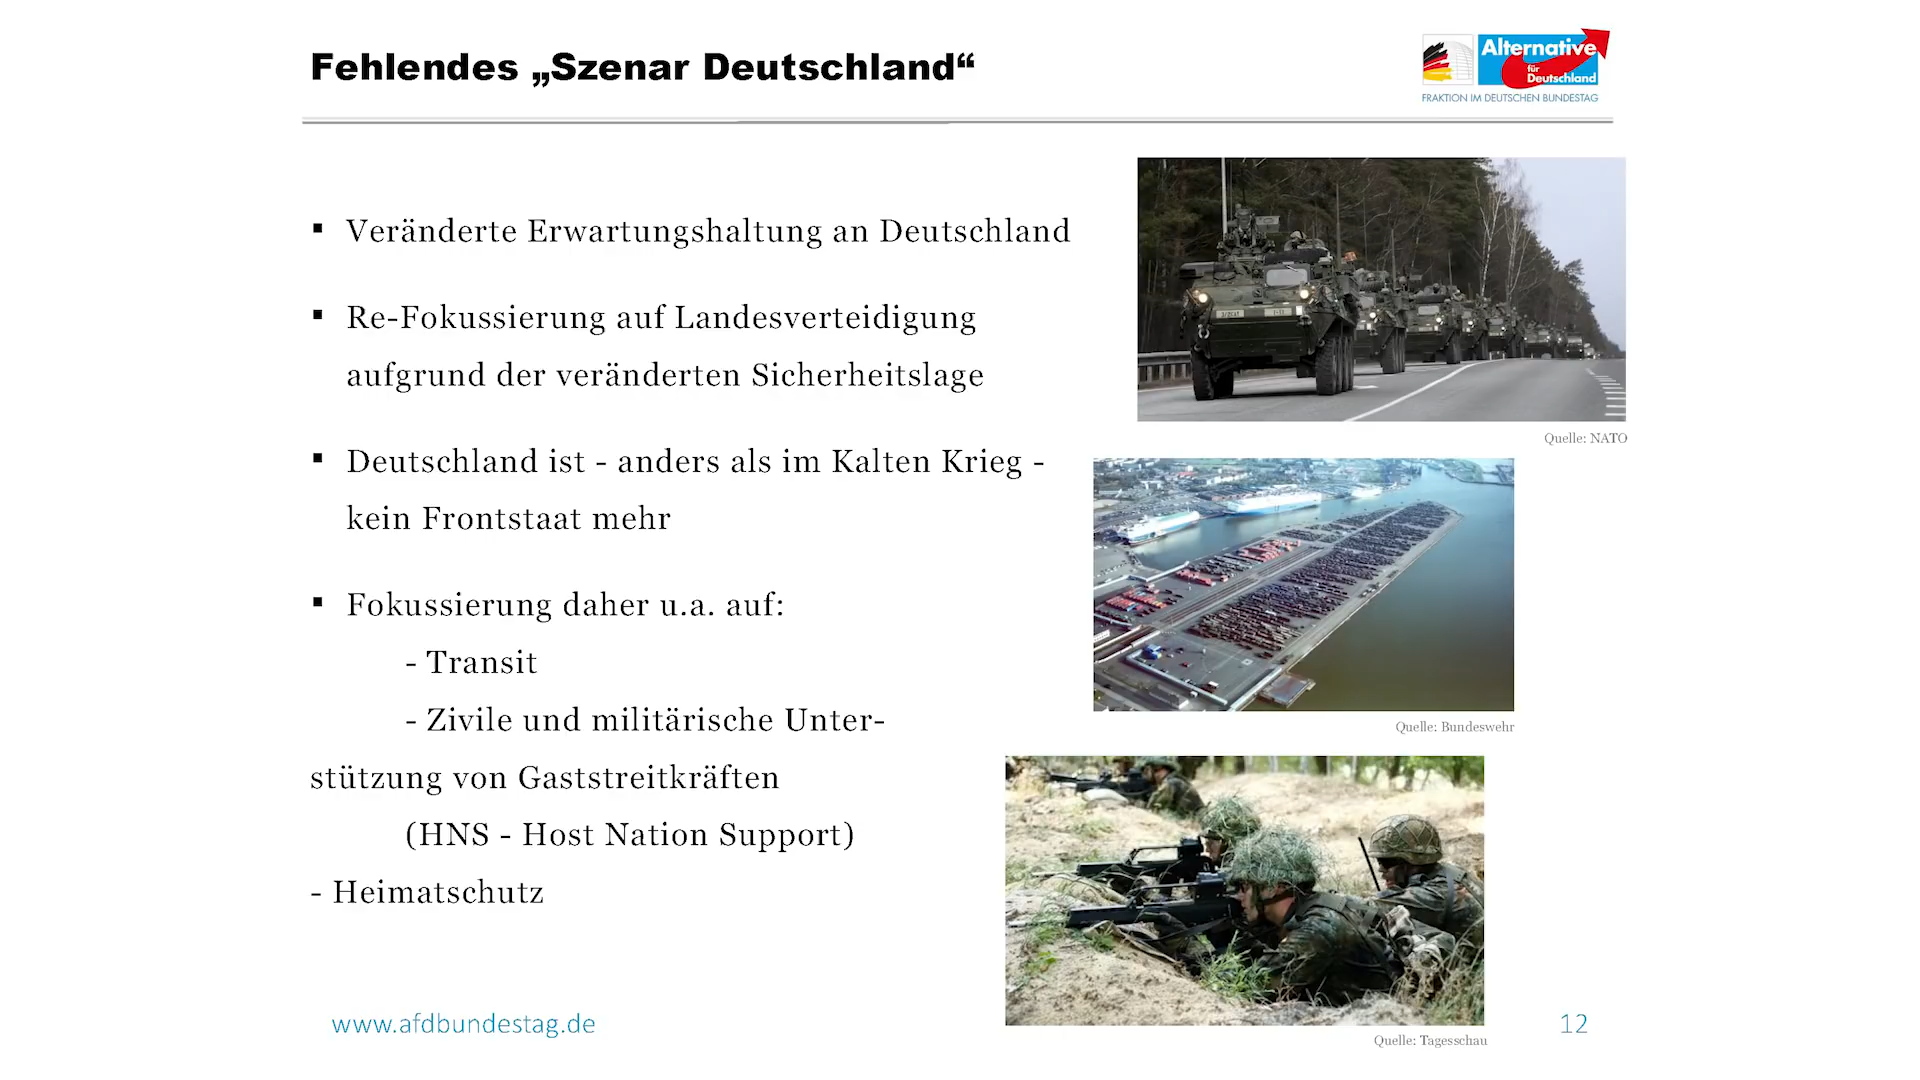 Fehlendes „Szenar Deutschland“
Alternative
für
Deutschland
FRAKTION IM DEUTSCHEN BUNDESTAG
▪ Veränderte Erwartungshaltung an Deutschland
▪ Re-Fokussierung auf Landesverteidigung
aufgrund der veränderten Sicherheitslage
▪ Deutschland ist - anders als im Kalten Krieg -
kein Frontstaat mehr
▪ Fokussierung daher u.a. auf:
- Transit
- Zivile und militärische Unter-
stützung von Gaststreitkräften
(HNS - Host Nation Support)
- Heimatschutz
Quelle: NATO
Quelle: Bundeswehr
Quelle: Tagesschau
www.afdbundestag.de
12